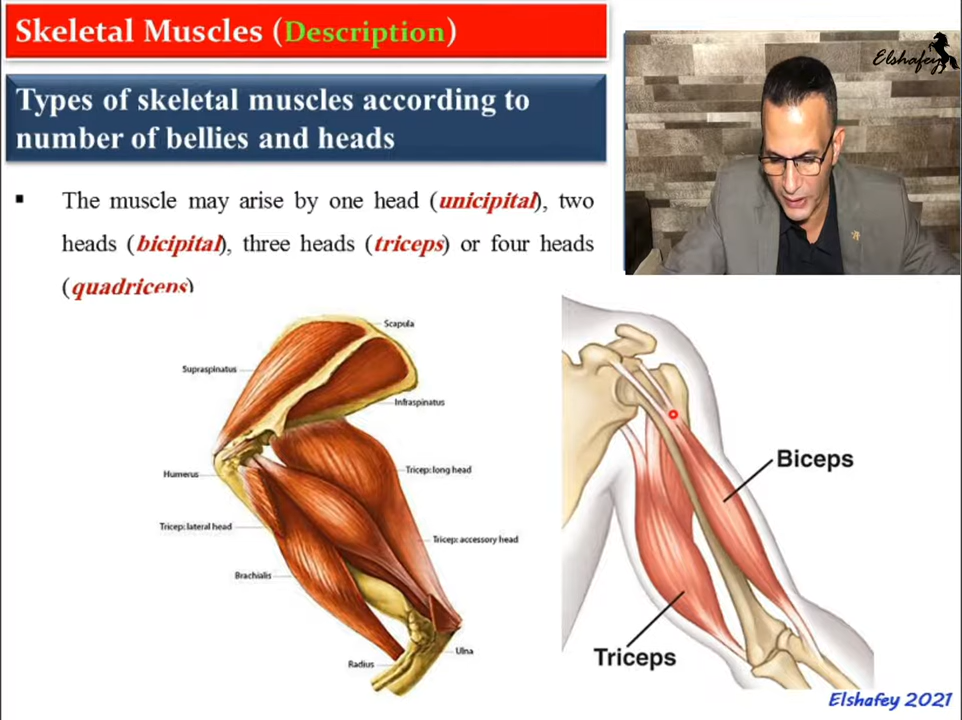 Skeletal Muscles (Description)
Elshafey
Types of skeletal muscles according to
number of bellies and heads
▪ The muscle may arise by one head (unicipital), two
heads (bicipital), three heads (triceps) or four heads
(quadriceps)
Scapula
Supraspinatus
Infraspinatus
Humerus
Tricep: long head
Tricep: lateral head
Tricep: accessory head
Brachialis
Ulna
Radius
Biceps
Triceps
Elshafey 2021